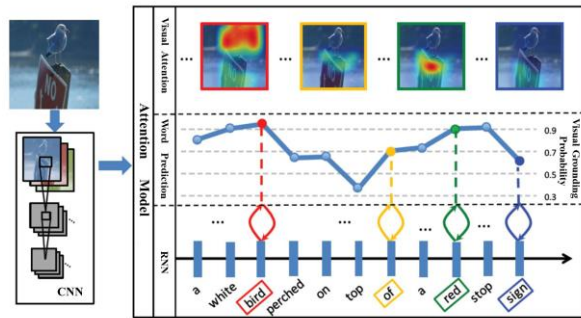 NO
CNN
Attention Model
Visual Attention
... ... ...
Word Prediction
0.9
0.7
0.5
0.3
Visual Grounding Probability
RNN
... ... ... ...
a white bird perched on top of a red stop sign